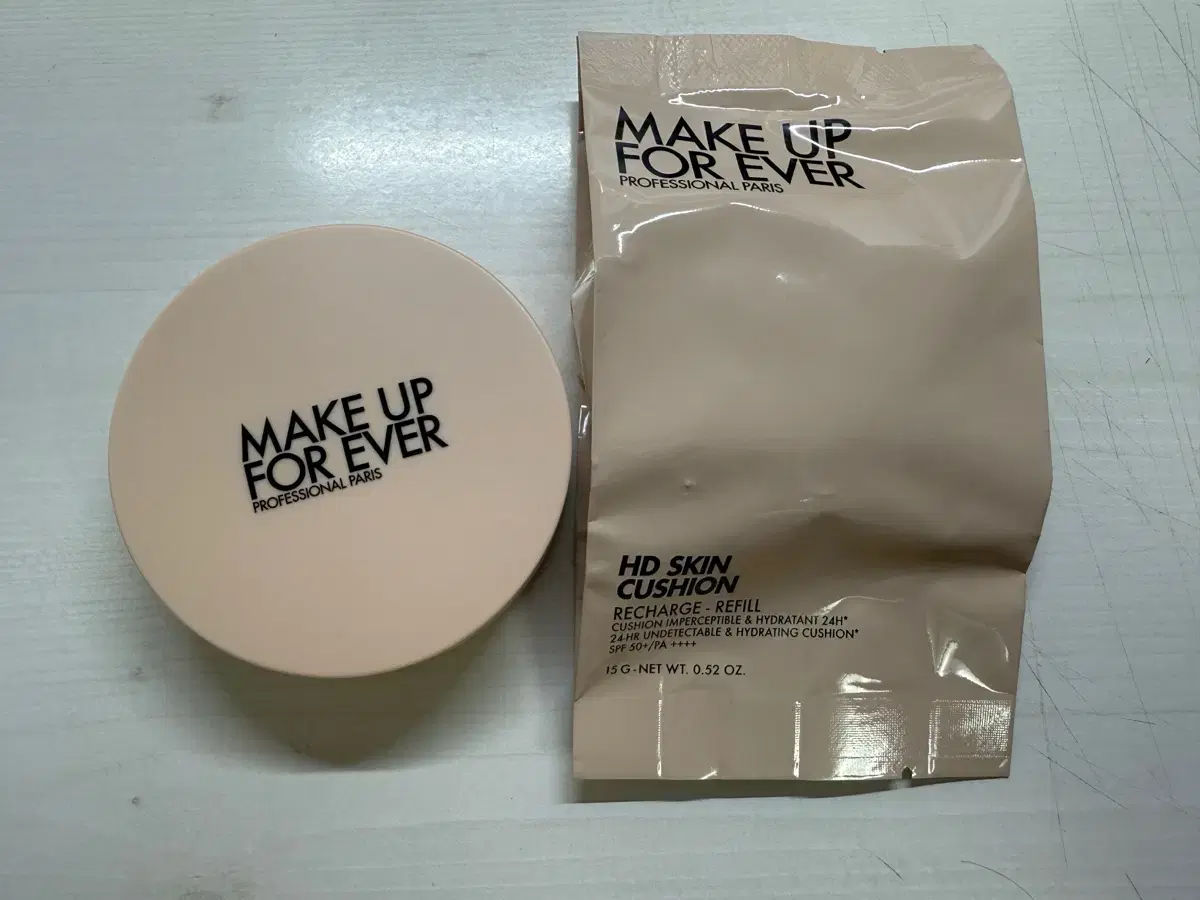 MAKE UP
FOR EVER
PROFESSIONAL PARIS
MAKE UP
FOR EVER
PROFESSIONAL PARIS
HD SKIN
CUSHION
RECHARGE - REFILL
CUSHION IMPERCEPTIBLE & HYDRATANT 24H*
24-HR UNDETECTABLE & HYDRATING CUSHION*
SPF 50+/PA ++++
15 G - NET WT. 0.52 OZ.